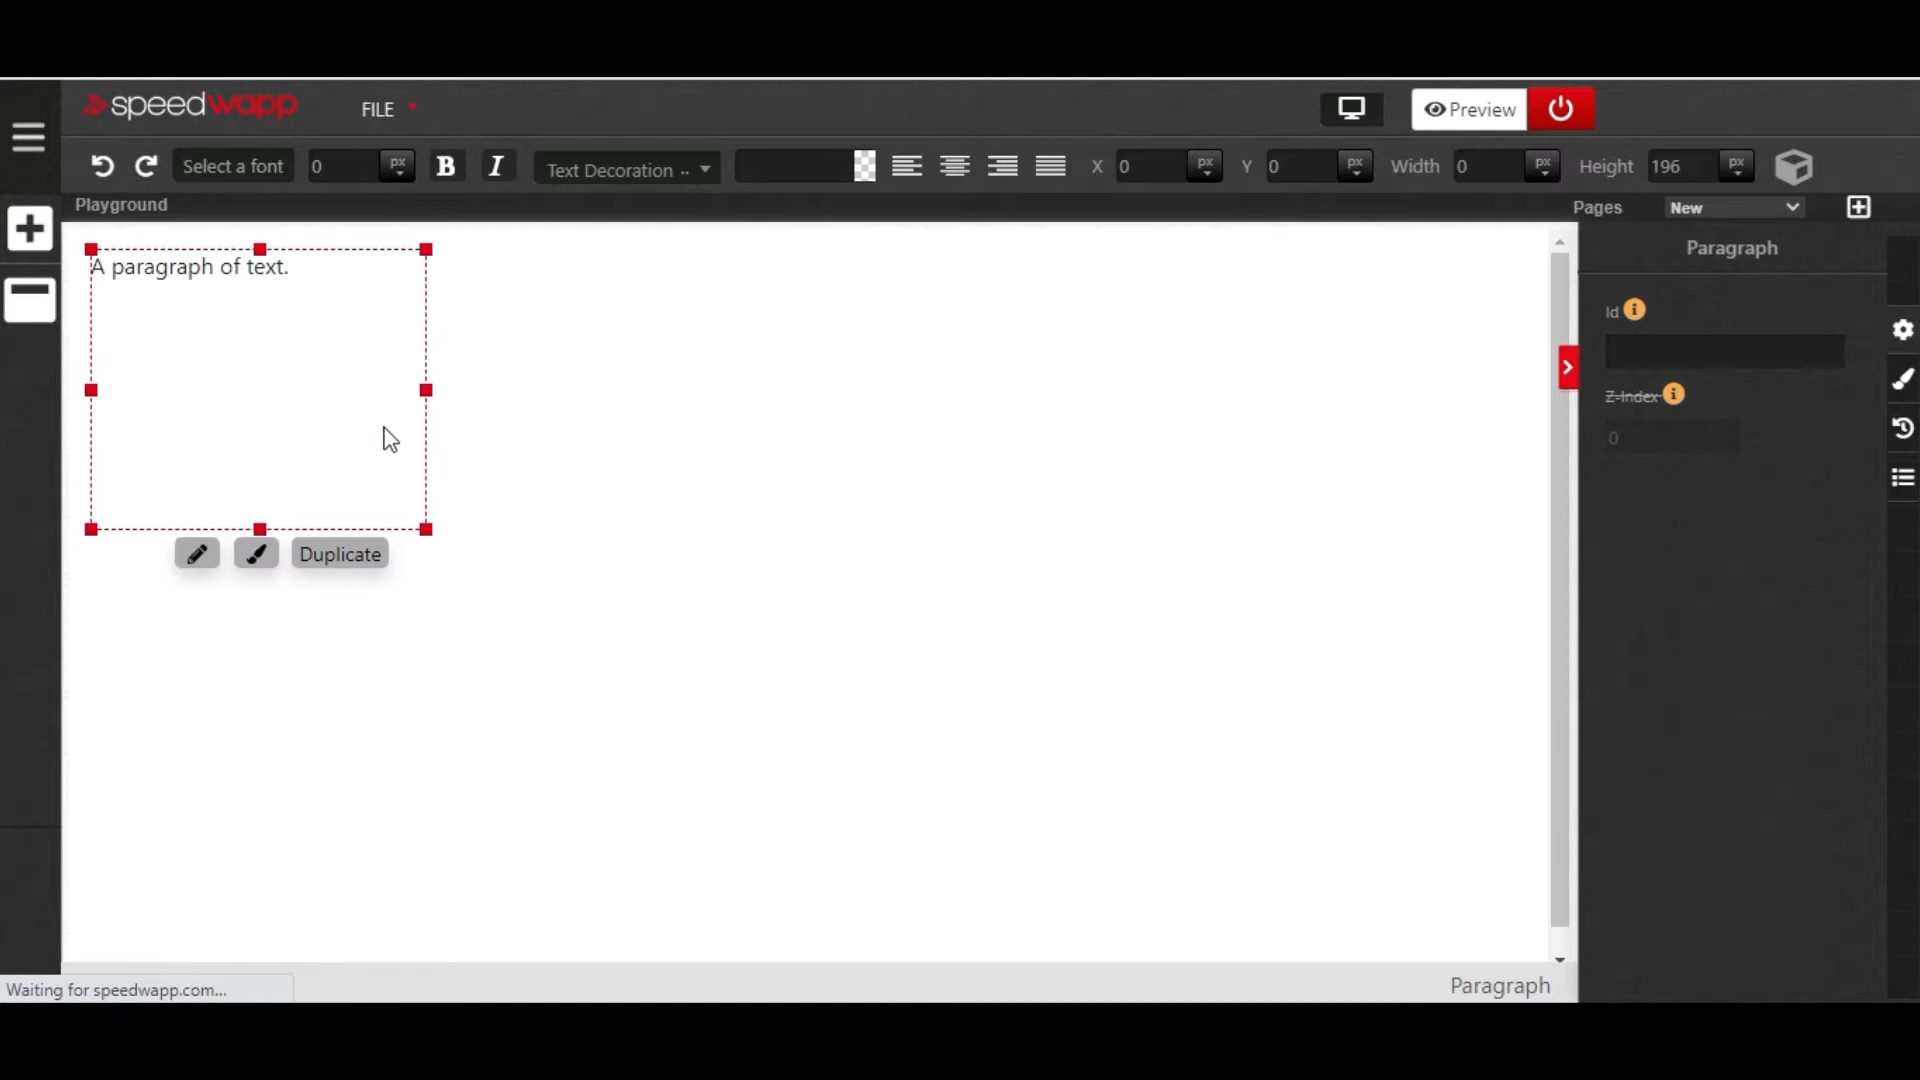 speedwapp FILE Preview
Select a font 0 px B I Text Decoration .. X 0 px Y 0 px Width 0 px Height 196 px
Playground Pages New
Paragraph
A paragraph of text.
Id
Z-Index
0
Duplicate
Paragraph
Waiting for speedwapp.com...